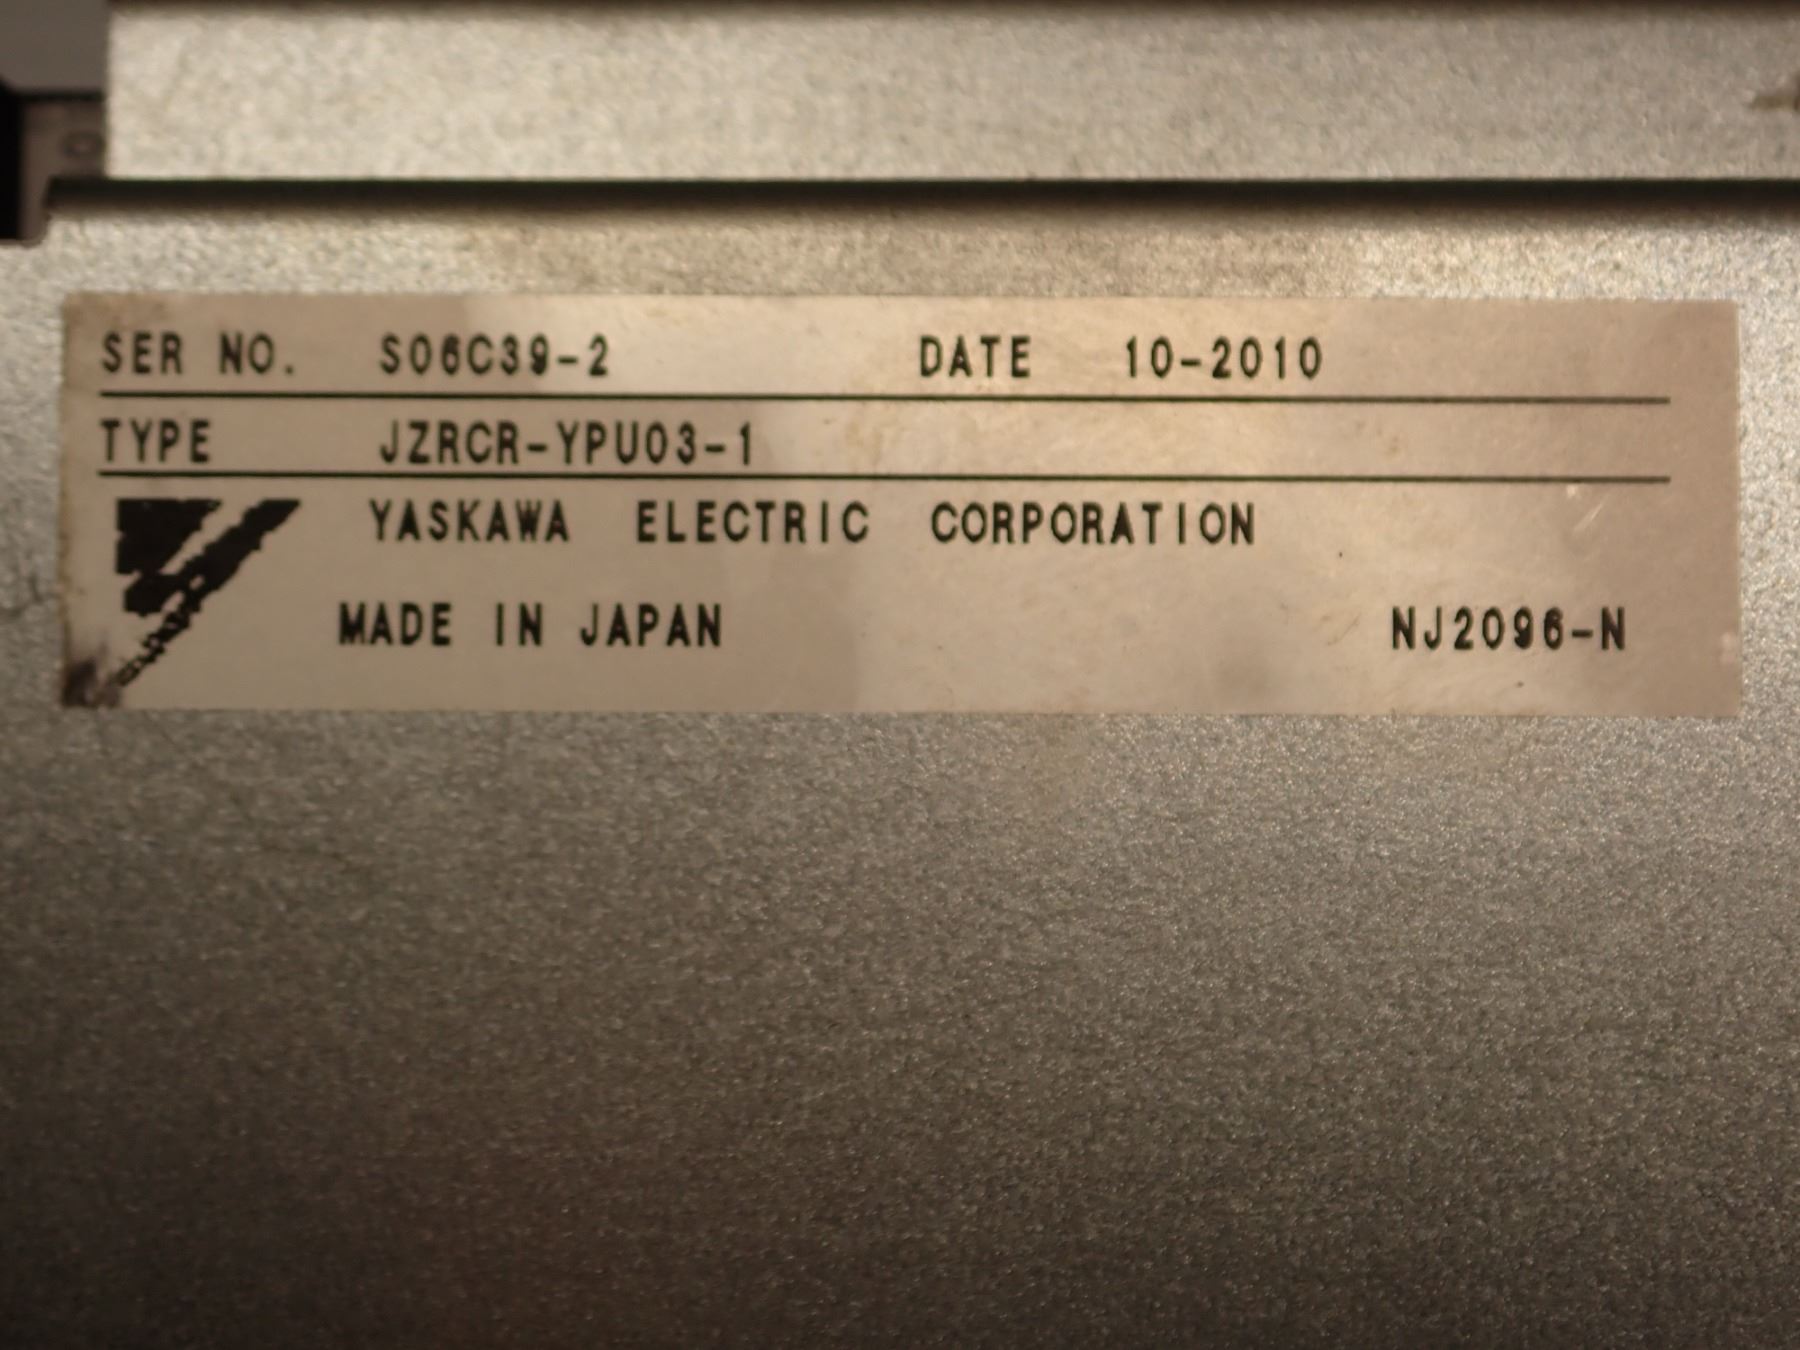 SER NO. S06C39-2 DATE 10-2010
TYPE JZRCR-YPU03-1
YASKAWA ELECTRIC CORPORATION
MADE IN JAPAN NJ2096-N